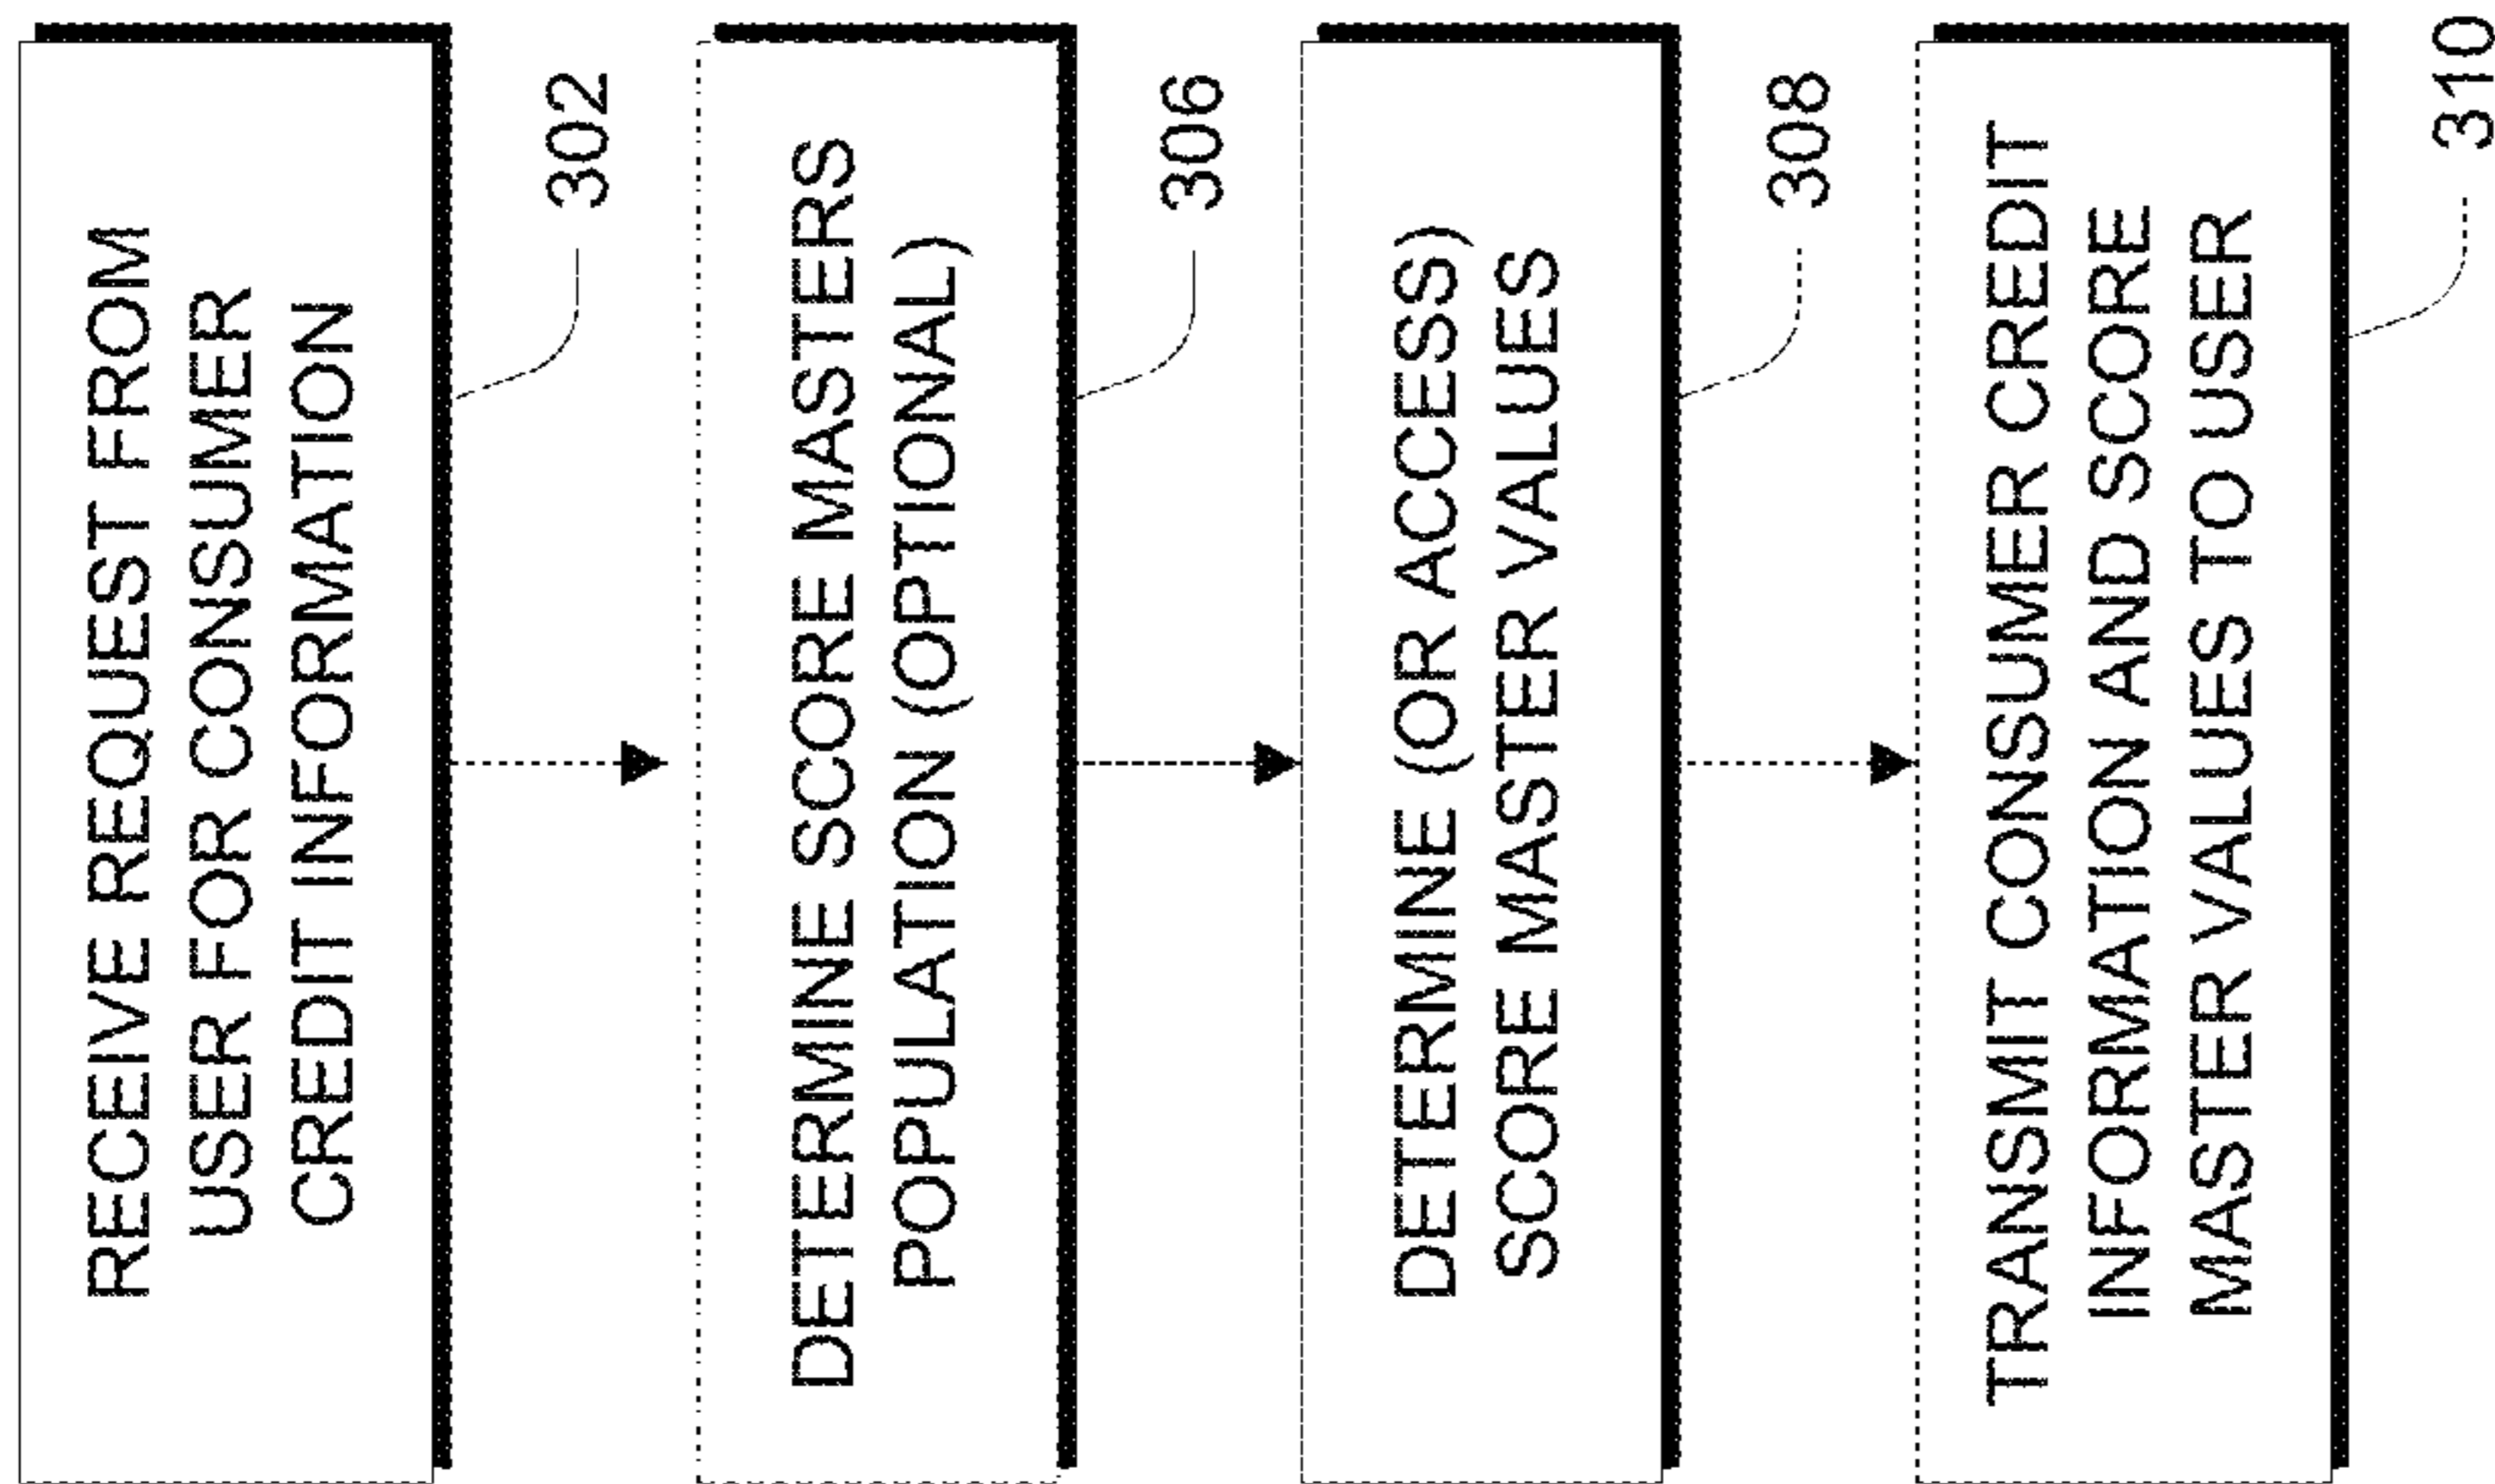 RECEIVE REQUEST FROM
USER FOR CONSUMER
CREDIT INFORMATION
302
DETERMINE SCORE MASTERS
POPULATION (OPTIONAL)
306
DETERMINE (OR ACCESS)
SCORE MASTER VALUES
308
TRANSMIT CONSUMER CREDIT
INFORMATION AND SCORE
MASTER VALUES TO USER
310